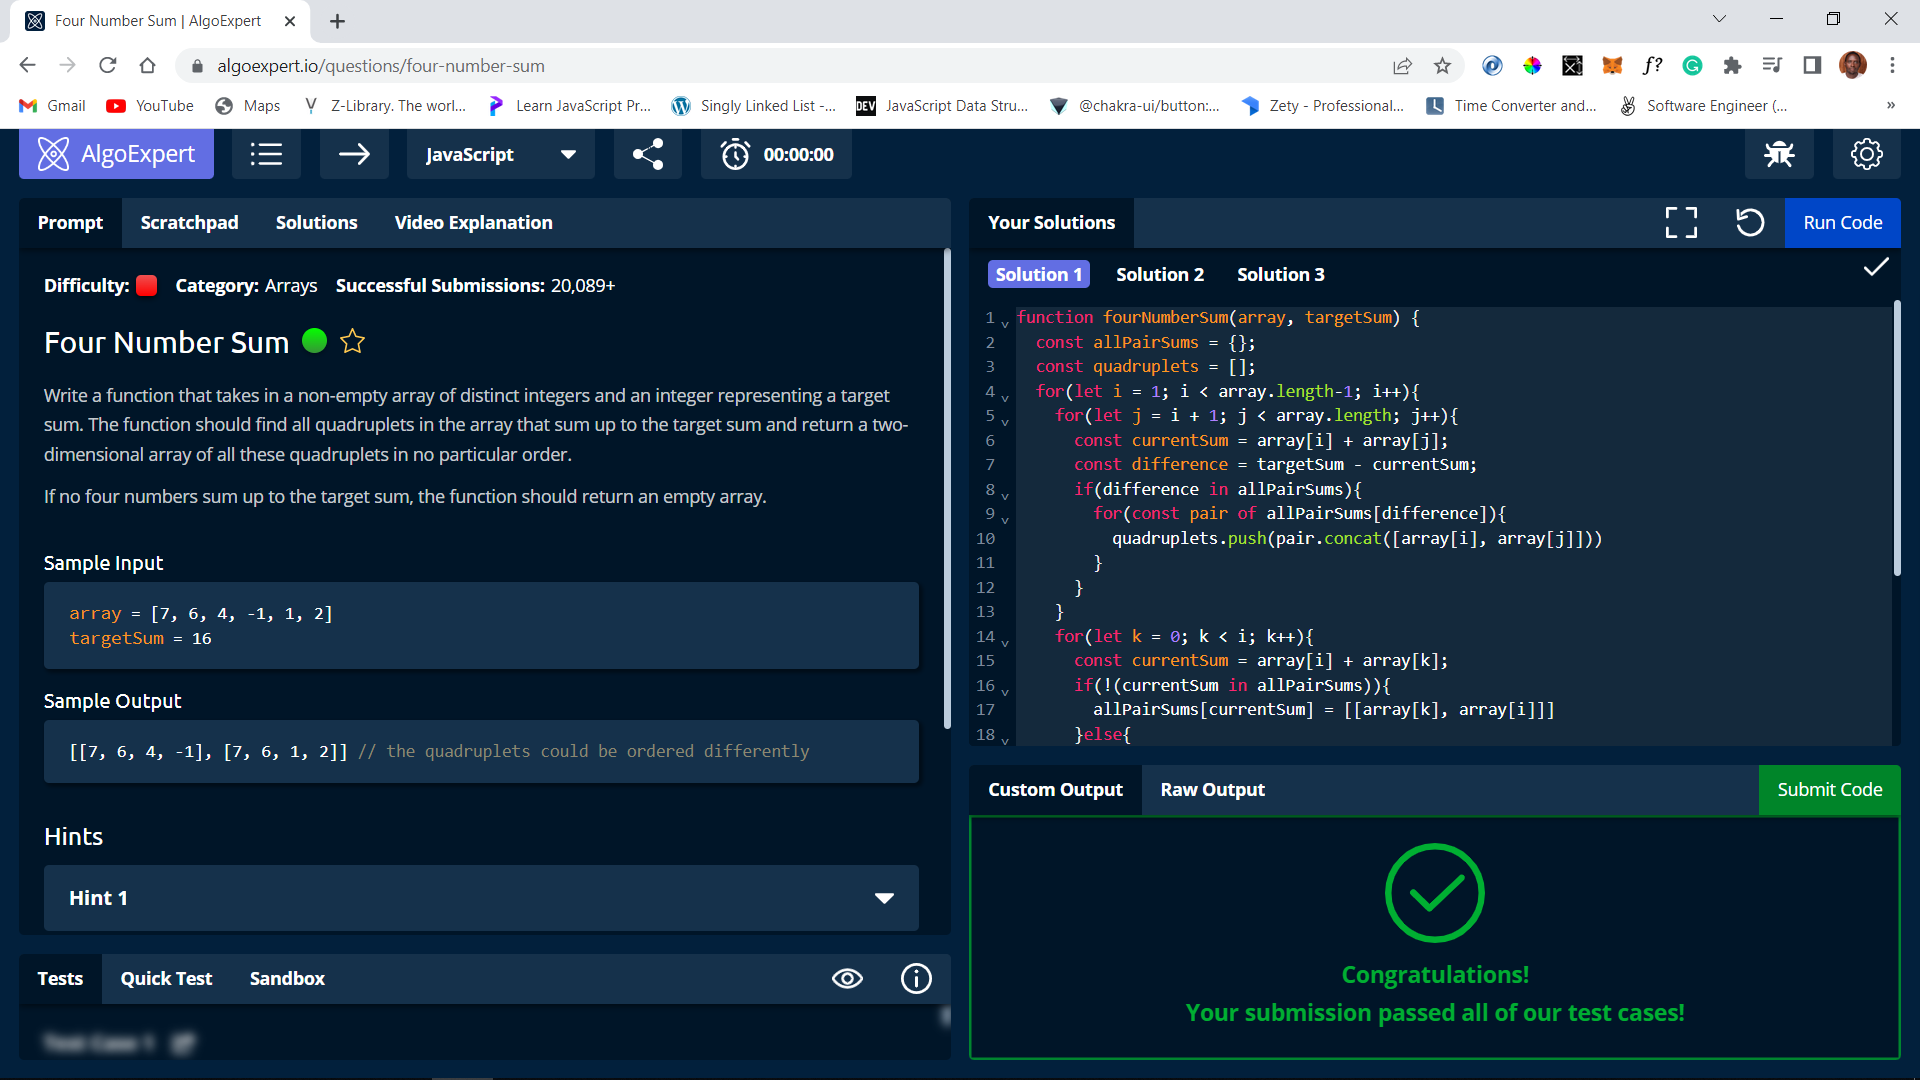 Four Number Sum | AlgoExpert
algoexpert.io/questions/four-number-sum
f?
Gmail YouTube Maps Z-Library. The worl... Learn JavaScript Pr... Singly Linked List -... DEV JavaScript Data Stru... @chakra-ui/button:... Zety - Professional... Time Converter and... Software Engineer (... »
AlgoExpert JavaScript 00:00:00
Prompt Scratchpad Solutions Video Explanation
Difficulty: Category: Arrays Successful Submissions: 20,089+
Four Number Sum
Write a function that takes in a non-empty array of distinct integers and an integer representing a target
sum. The function should find all quadruplets in the array that sum up to the target sum and return a two-
dimensional array of all these quadruplets in no particular order.
If no four numbers sum up to the target sum, the function should return an empty array.
Sample Input
array = [7, 6, 4, -1, 1, 2]
targetSum = 16
Sample Output
[[7, 6, 4, -1], [7, 6, 1, 2]] // the quadruplets could be ordered differently
Hints
Hint 1
Tests Quick Test Sandbox
Test Case 1
Your Solutions Run Code
Solution 1 Solution 2 Solution 3
1 function fourNumberSum(array, targetSum) {
2 const allPairSums = {};
3 const quadruplets = [];
4 for(let i = 1; i < array.length-1; i++){
5 for(let j = i + 1; j < array.length; j++){
6 const currentSum = array[i] + array[j];
7 const difference = targetSum - currentSum;
8 if(difference in allPairSums){
9 for(const pair of allPairSums[difference]){
10 quadruplets.push(pair.concat([array[i], array[j]]))
11 }
12 }
13 }
14 for(let k = 0; k < i; k++){
15 const currentSum = array[i] + array[k];
16 if(!(currentSum in allPairSums)){
17 allPairSums[currentSum] = [[array[k], array[i]]]
18 }else{
Custom Output Raw Output Submit Code
Congratulations!
Your submission passed all of our test cases!